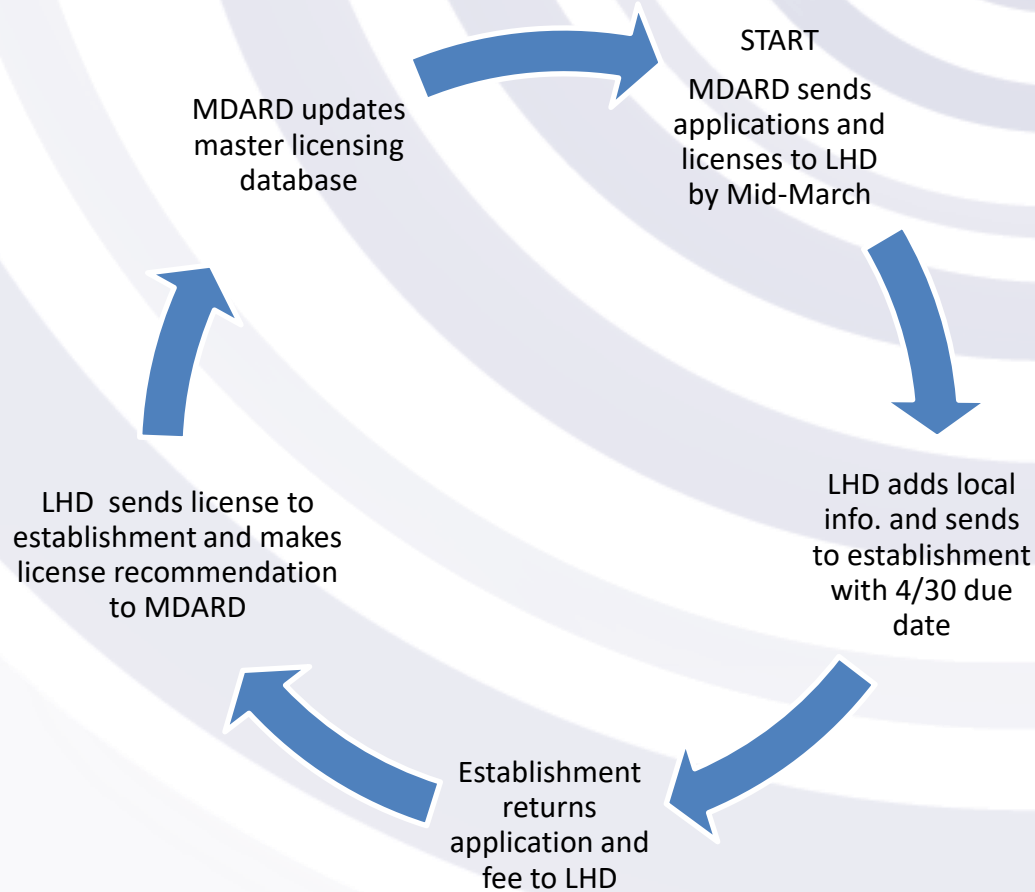 START
MDARD sends
applications and
licenses to LHD
by Mid-March
LHD adds local
info. and sends
to establishment
with 4/30 due
date
Establishment
returns
application and
fee to LHD
LHD  sends license to
establishment and makes
license recommendation
to MDARD
MDARD updates
master licensing
database